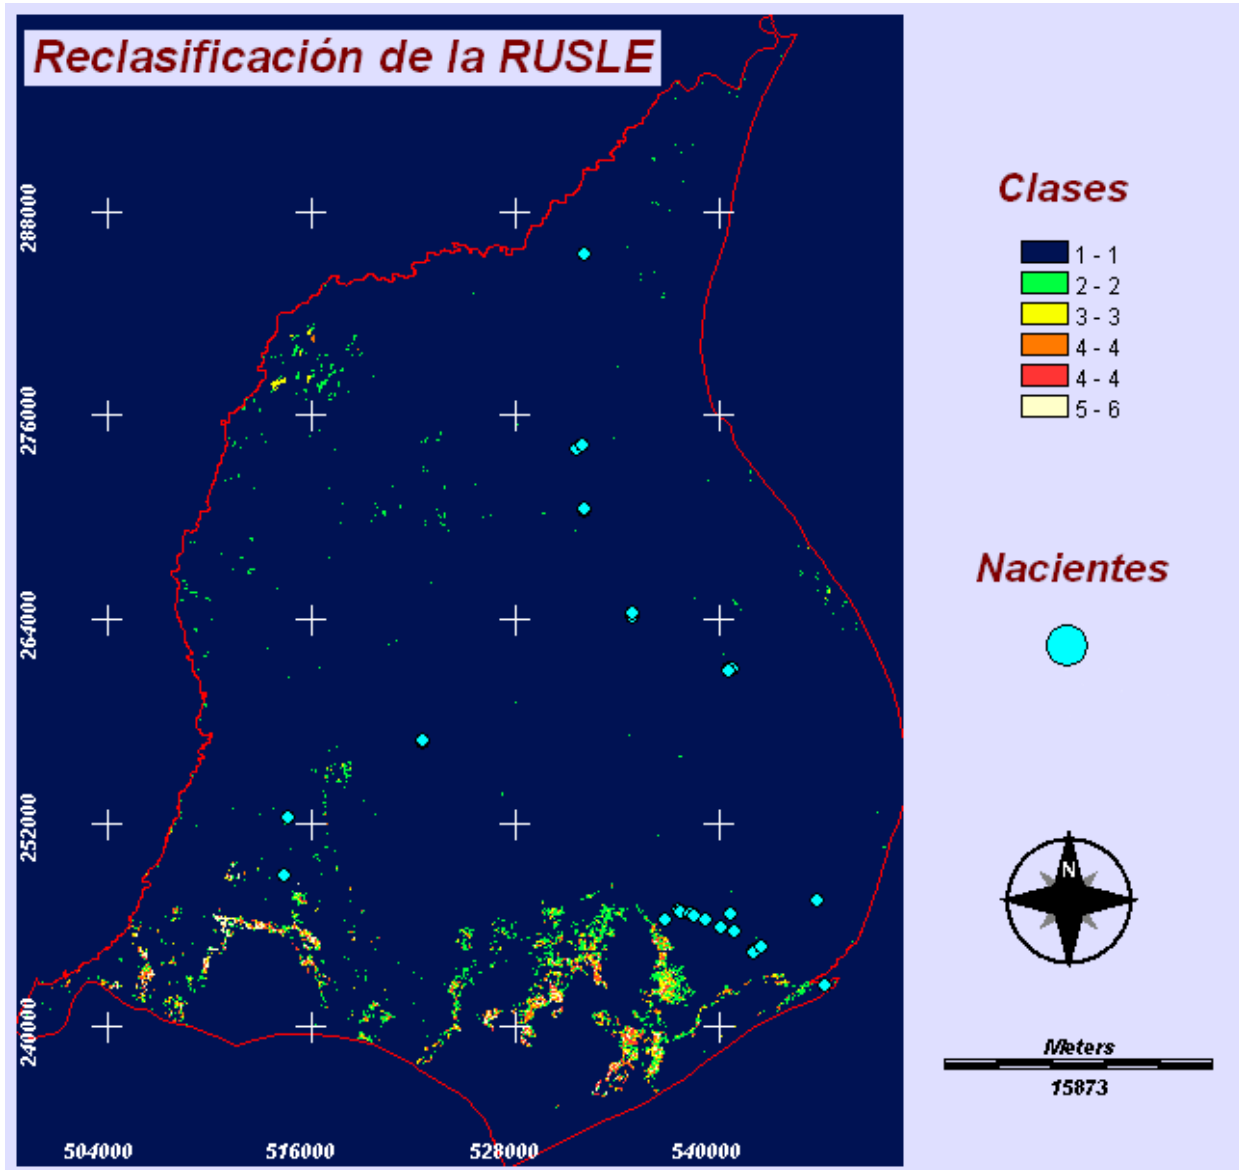 Reclasificación de la RUSLE
Clases
1 - 1
2 - 2
3 - 3
4 - 4
4 - 4
5 - 6
Nacientes
N
Meters
15873
288000
276000
264000
252000
240000
504000
516000
528000
540000